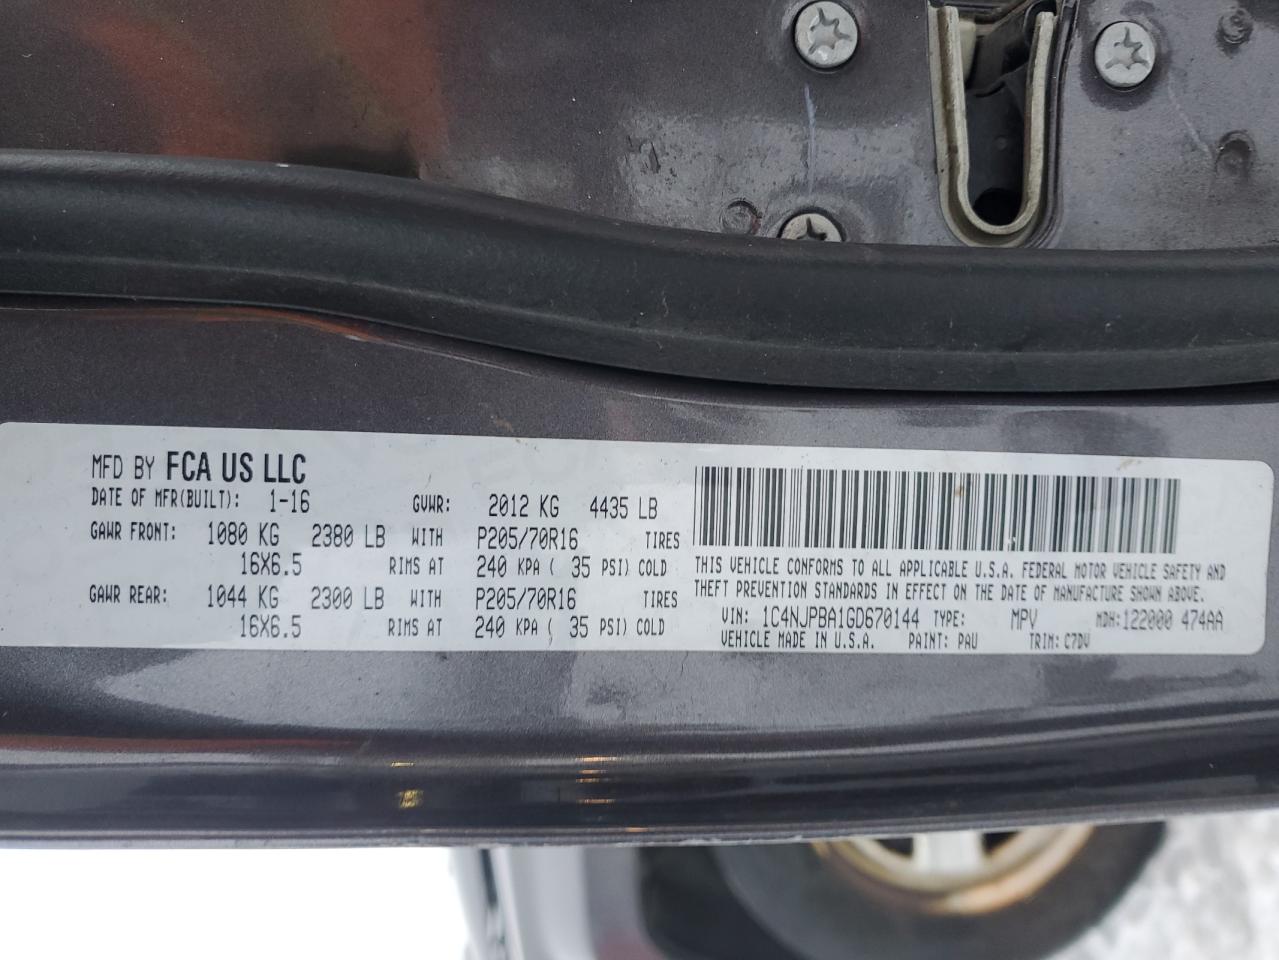 MFD BY FCA US LLC
DATE OF MFR(BUILT): 1-16 GVWR: 2012 KG 4435 LB
GAWR FRONT: 1080 KG 2380 LB WITH P205/70R16 TIRES
16X6.5 RIMS AT 240 KPA ( 35 PSI) COLD
GAWR REAR: 1044 KG 2300 LB WITH P205/70R16 TIRES
16X6.5 RIMS AT 240 KPA ( 35 PSI) COLD
THIS VEHICLE CONFORMS TO ALL APPLICABLE U.S.A. FEDERAL MOTOR VEHICLE SAFETY AND
THEFT PREVENTION STANDARDS IN EFFECT ON THE DATE OF MANUFACTURE SHOWN ABOVE.
VIN: 1C4NJPBA1GD670144 TYPE: MPV MDH:122000 474AA
VEHICLE MADE IN U.S.A. PAINT: PAU TRIM: C7DV